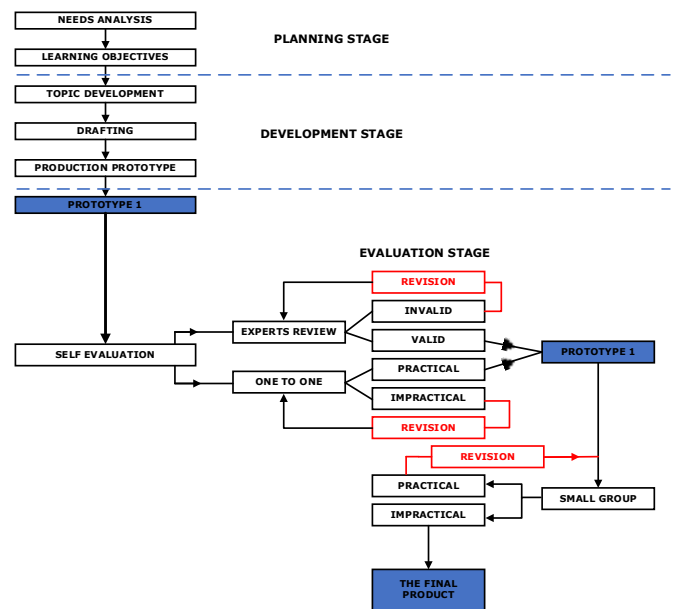 NEEDS ANALYSIS
PLANNING STAGE
LEARNING OBJECTIVES
TOPIC DEVELOPMENT
DRAFTING
DEVELOPMENT STAGE
PRODUCTION PROTOTYPE
PROTOTYPE 1
EVALUATION STAGE
REVISION
EXPERTS REVIEW
INVALID
VALID
SELF EVALUATION
PROTOTYPE 1
PRACTICAL
ONE TO ONE
IMPRACTICAL
REVISION
REVISION
PRACTICAL
SMALL GROUP
IMPRACTICAL
THE FINAL
PRODUCT